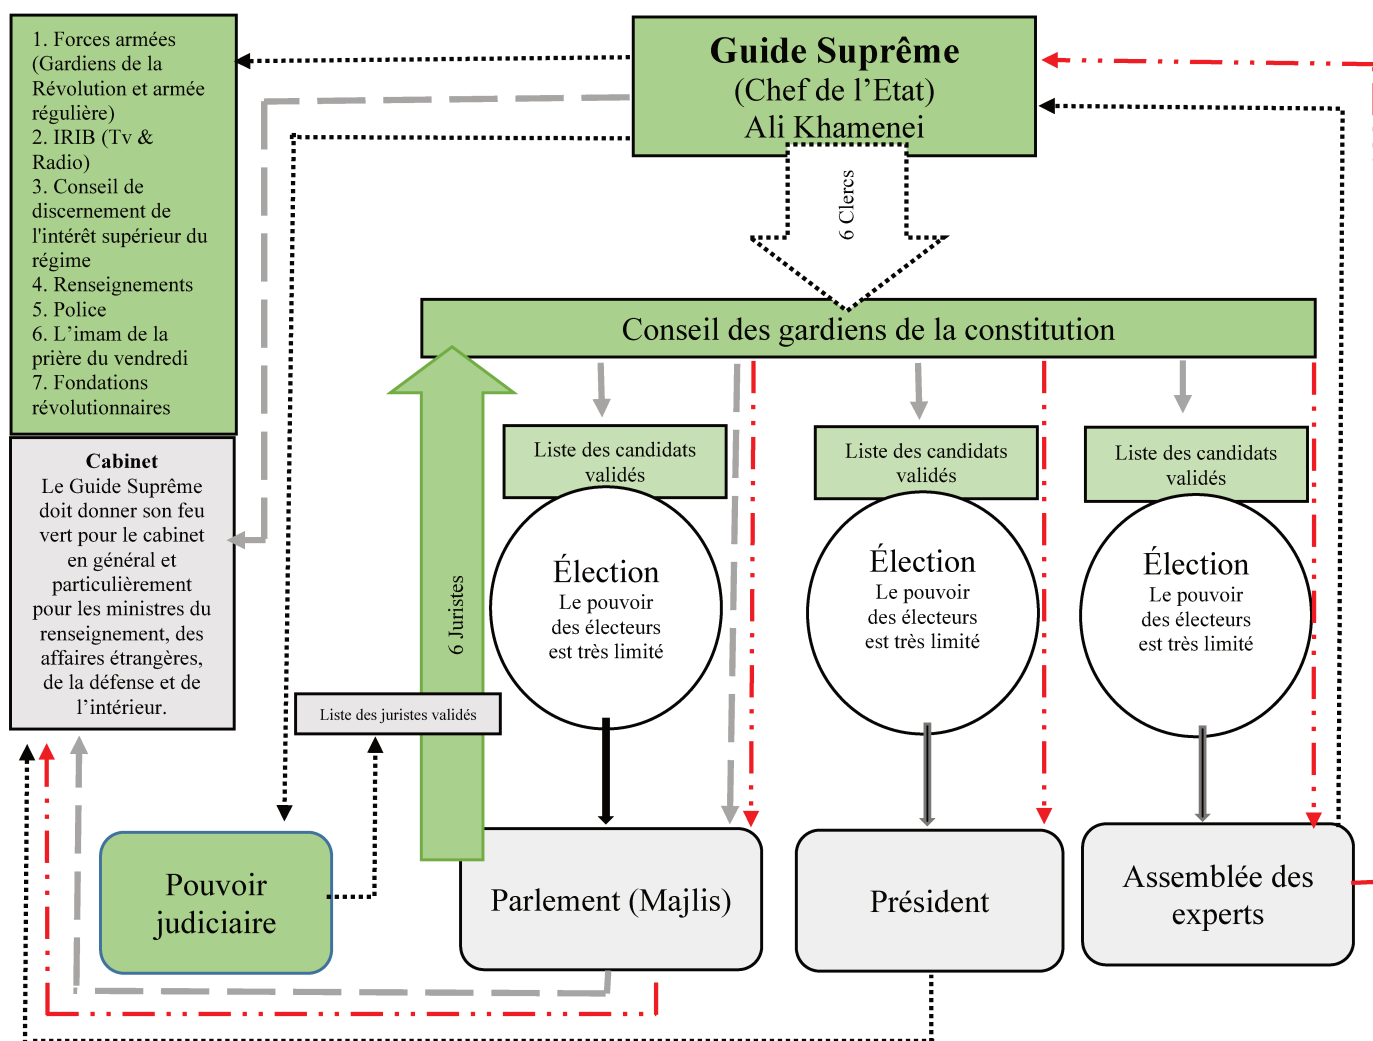 Guide Suprême
(Chef de l'Etat)
Ali Khamenei
1. Forces armées
(Gardiens de la
Révolution et armée
régulière)
2. IRIB (Tv &
Radio)
3. Conseil de
discernement de
l'intérêt supérieur du
régime
4. Renseignements
5. Police
6. L'imam de la
prière du vendredi
7. Fondations
révolutionnaires
Cabinet
Le Guide Suprême
doit donner son feu
vert pour le cabinet
en général et
particulièrement
pour les ministres du
renseignement, des
affaires étrangères,
de la défense et de
l'intérieur.
6 Clercs
Conseil des gardiens de la constitution
Liste des candidats
validés
Élection
Le pouvoir
des électeurs
est très limité
Liste des candidats
validés
Élection
Le pouvoir
des électeurs
est très limité
Liste des candidats
validés
Élection
Le pouvoir
des électeurs
est très limité
6 Juristes
Liste des juristes validés
Pouvoir
judiciaire
Parlement (Majlis)
Président
Assemblée des
experts